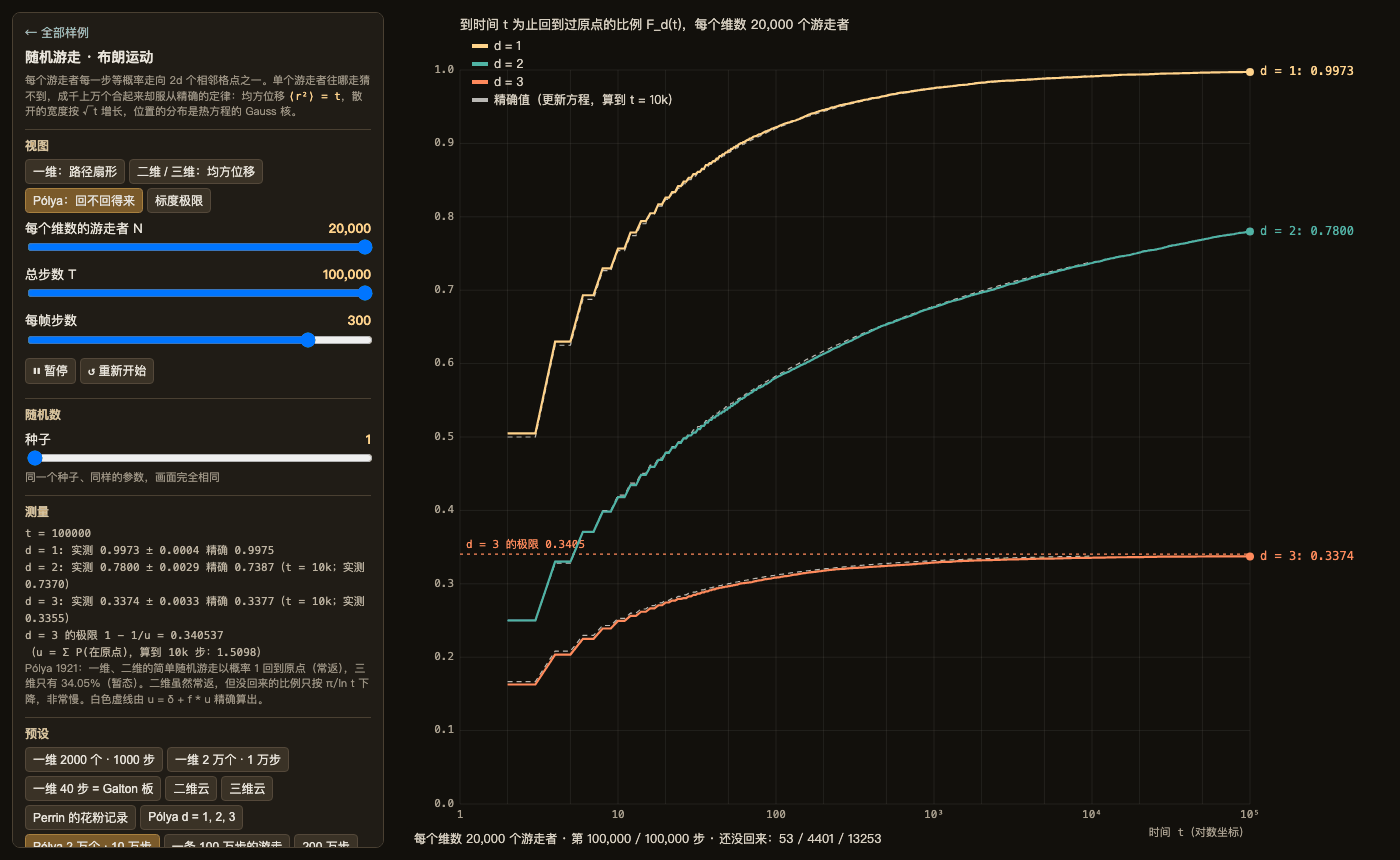 ← 全部样例
随机游走 · 布朗运动
每个游走者每一步等概率走向 2d 个相邻格点之一。单个游走者往哪走猜
不到，成千上万个合起来却服从精确的定律：均方位移 ⟨r²⟩ = t，散
开的宽度按 √t 增长，位置的分布是热方程的 Gauss 核。
视图
一维：路径扇形
二维 / 三维：均方位移
Pólya：回不回得来
标度极限
每个维数的游走者 N 20,000
总步数 T 100,000
每帧步数 300
⏸ 暂停
↺ 重新开始
随机数
种子 1
同一个种子、同样的参数，画面完全相同
测量
t = 100000
d = 1: 实测 0.9973 ± 0.0004 精确 0.9975
d = 2: 实测 0.7800 ± 0.0029 精确 0.7387 (t = 10k; 实测
0.7370)
d = 3: 实测 0.3374 ± 0.0033 精确 0.3377 (t = 10k; 实测
0.3355)
d = 3 的极限 1 − 1/u = 0.340537
(u = Σ P(在原点), 算到 10k 步: 1.5098)
Pólya 1921：一维、二维的简单随机游走以概率 1 回到原点（常返），三
维只有 34.05%（暂态）。二维虽然常返，但没回来的比例只按 π/ln t 下
降，非常慢。白色虚线由 u = δ + f * u 精确算出。
预设
一维 2000 个 · 1000 步
一维 2 万个 · 1 万步
一维 40 步 = Galton 板
二维云
三维云
Perrin 的花粉记录
Pólya d = 1, 2, 3
Pólya 2 万个 · 10 万步
一条 100 万步的游走
200 万步
到时间 t 为止回到过原点的比例 F_d(t)，每个维数 20,000 个游走者
d = 1
d = 2
d = 3
精确值（更新方程，算到 t = 10k）
1.0
0.9
0.8
0.7
0.6
0.5
0.4
0.3
0.2
0.1
0.0
d = 1: 0.9973
d = 2: 0.7800
d = 3 的极限 0.3405
d = 3: 0.3374
1 10 100 10³ 10⁴ 10⁵
时间 t（对数坐标）
每个维数 20,000 个游走者 · 第 100,000 / 100,000 步 · 还没回来：53 / 4401 / 13253